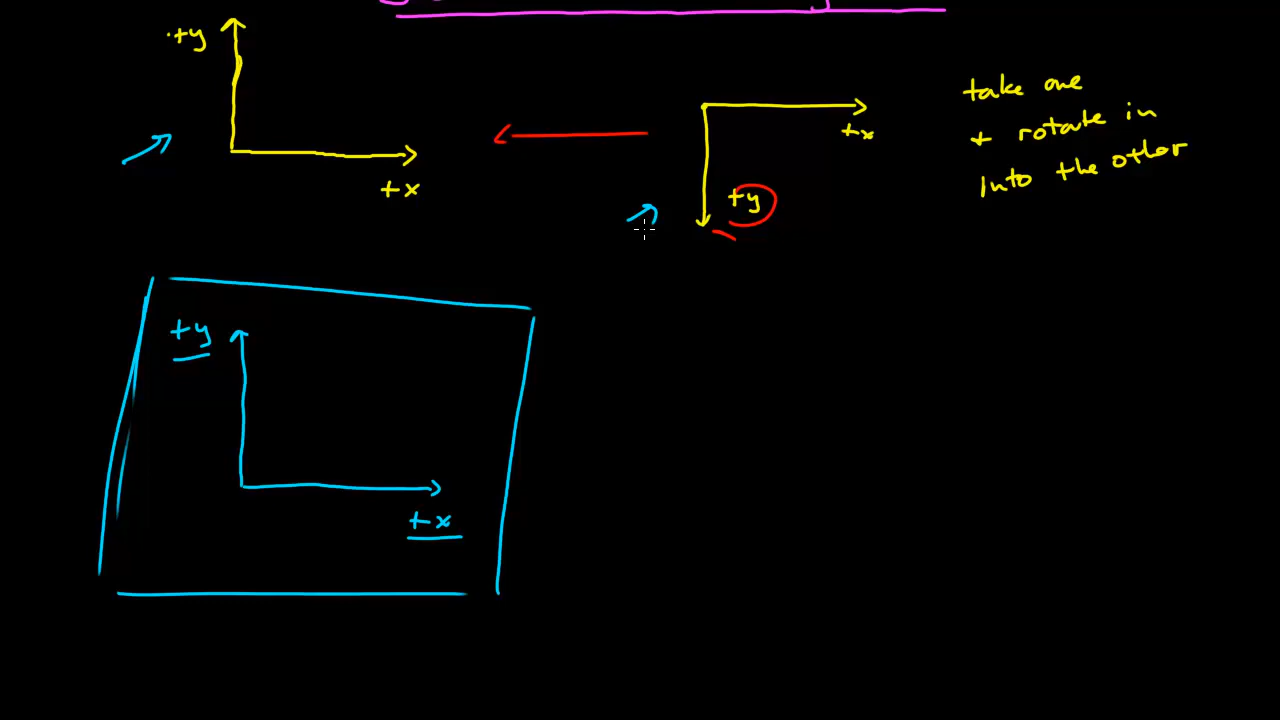 +y
+x
+x
+y
take one
+ rotate in
into the other
+y
+x